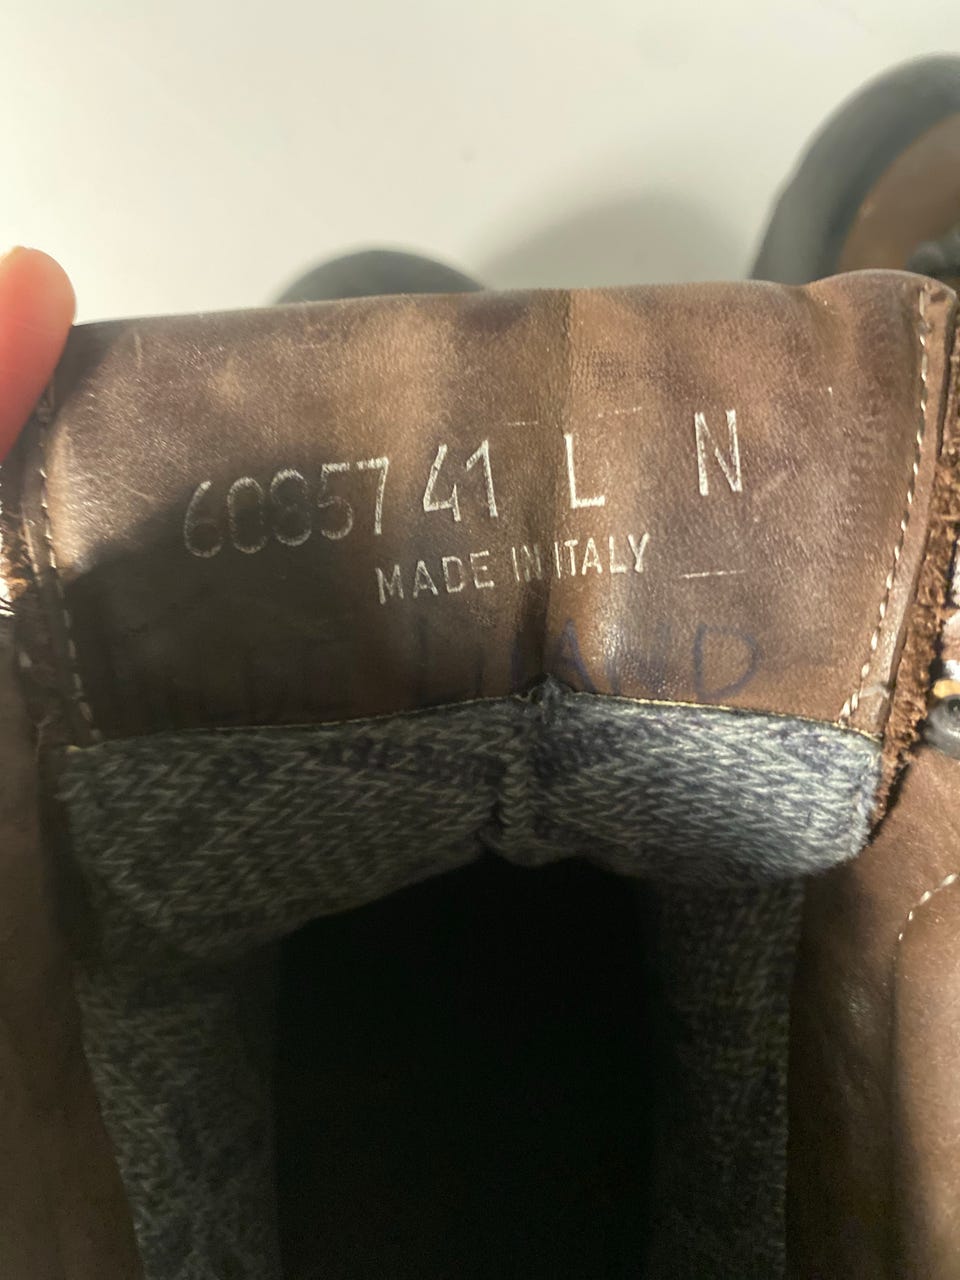 60857 41 L N
MADE IN ITALY